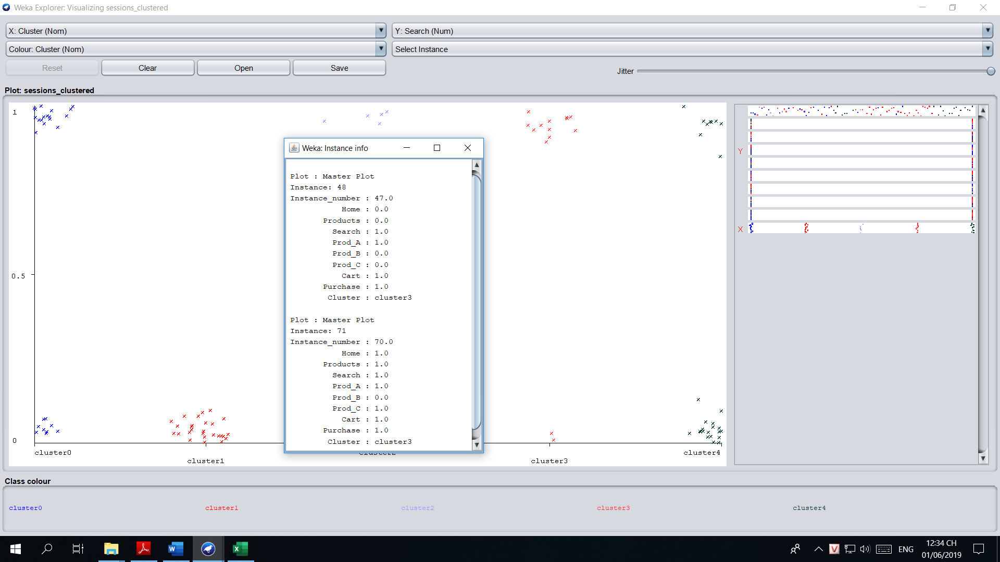 Weka Explorer: Visualizing sessions_clustered
X: Cluster (Nom)
Y: Search (Num)
Colour: Cluster (Nom)
Select Instance
Reset
Clear
Open
Save
Jitter
Plot: sessions_clustered
1
0.5
0
cluster0
cluster1
cluster3
cluster4
Y
X
Weka: Instance info
Plot : Master Plot
Instance: 48
Instance_number : 47.0
Home : 0.0
Products : 0.0
Search : 1.0
Prod_A : 1.0
Prod_B : 0.0
Prod_C : 0.0
Cart : 1.0
Purchase : 1.0
Cluster : cluster3
Plot : Master Plot
Instance: 71
Instance_number : 70.0
Home : 1.0
Products : 1.0
Search : 1.0
Prod_A : 1.0
Prod_B : 0.0
Prod_C : 1.0
Cart : 1.0
Purchase : 1.0
Cluster : cluster3
Class colour
cluster0
cluster1
cluster2
cluster3
cluster4
ENG
12:34 CH
01/06/2019